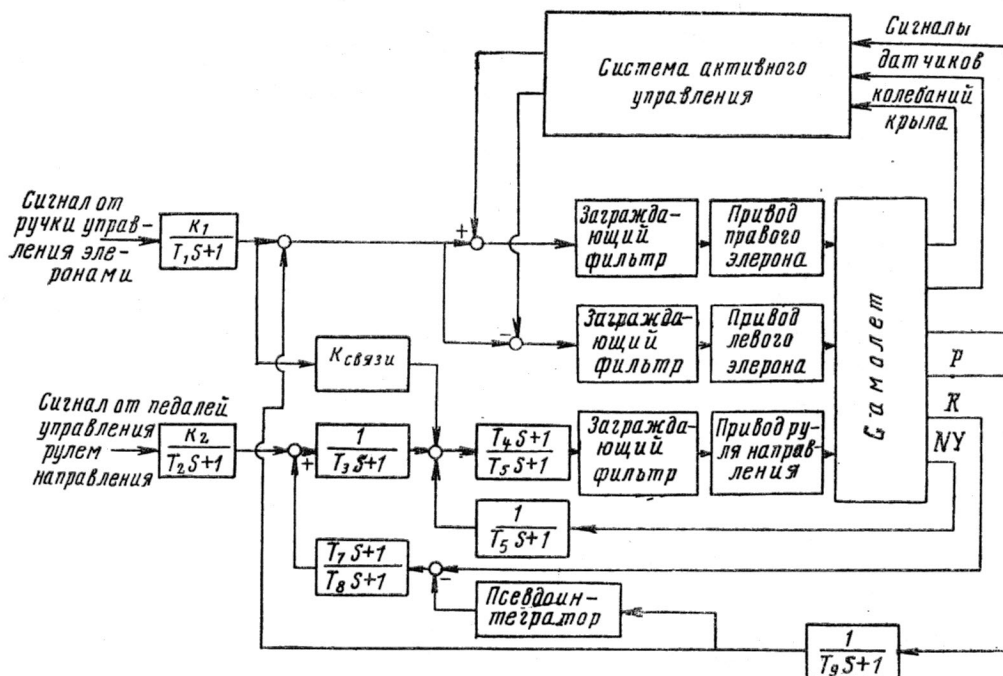 Система активного
управления
Сигналы
датчиков
колебаний
крыла
Сигнал от
ручки управ-
ления эле-
ронами
K₁
T₁S+1
+
Заграждa-
ющий
фильтр
Привод
правого
элерона
Самолет
-
Заграждa-
ющий
фильтр
Привод
левого
элерона
Kсвязи
P
R
NY
Сигнал от педалей
управления
рулем
направления
K₂
T₂S+1
+
1
T₃S+1
T₄S+1
T₅S+1
Заграждa-
ющий
фильтр
Привод ру-
ля направ-
ления
1
T₅S+1
T₇S+1
T₈S+1
-
Псевдоин-
тегратор
1
T₉S+1